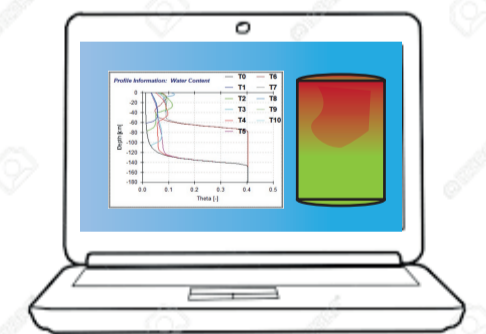 Profile Information: Water Content
T0 T6
T1 T7
T2 T8
T3 T9
T4 T10
T5
0
-20
-40
-60
-80
-100
-120
-140
-160
-180
Depth [cm]
0.0 0.1 0.2 0.3 0.4 0.5
Theta [-]